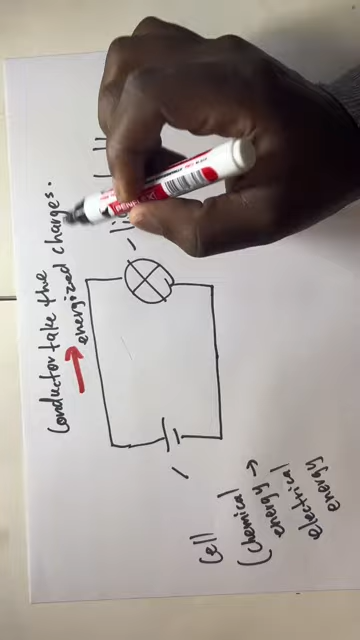 Conductor take the
energized charges.
Cell
(Chemical
energy →
electrical
energy